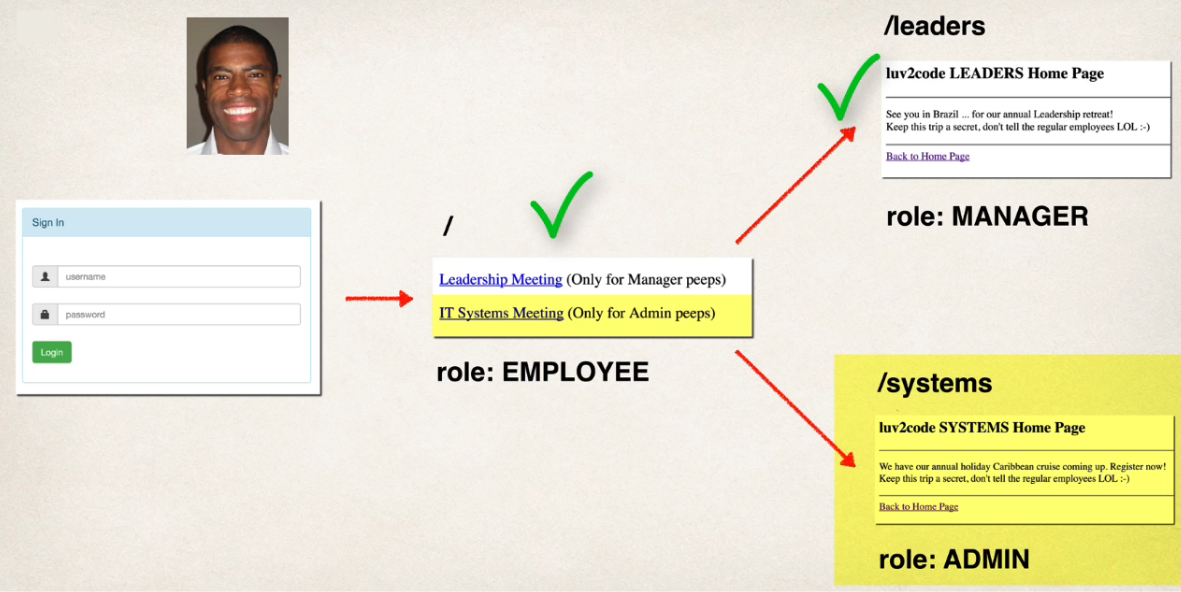 Sign In
username
password
Login
/
Leadership Meeting (Only for Manager peeps)
IT Systems Meeting (Only for Admin peeps)
role: EMPLOYEE
/leaders
luv2code LEADERS Home Page
See you in Brazil ... for our annual Leadership retreat!
Keep this trip a secret, don't tell the regular employees LOL :-)
Back to Home Page
role: MANAGER
/systems
luv2code SYSTEMS Home Page
We have our annual holiday Caribbean cruise coming up. Register now!
Keep this trip a secret, don't tell the regular employees LOL :-)
Back to Home Page
role: ADMIN